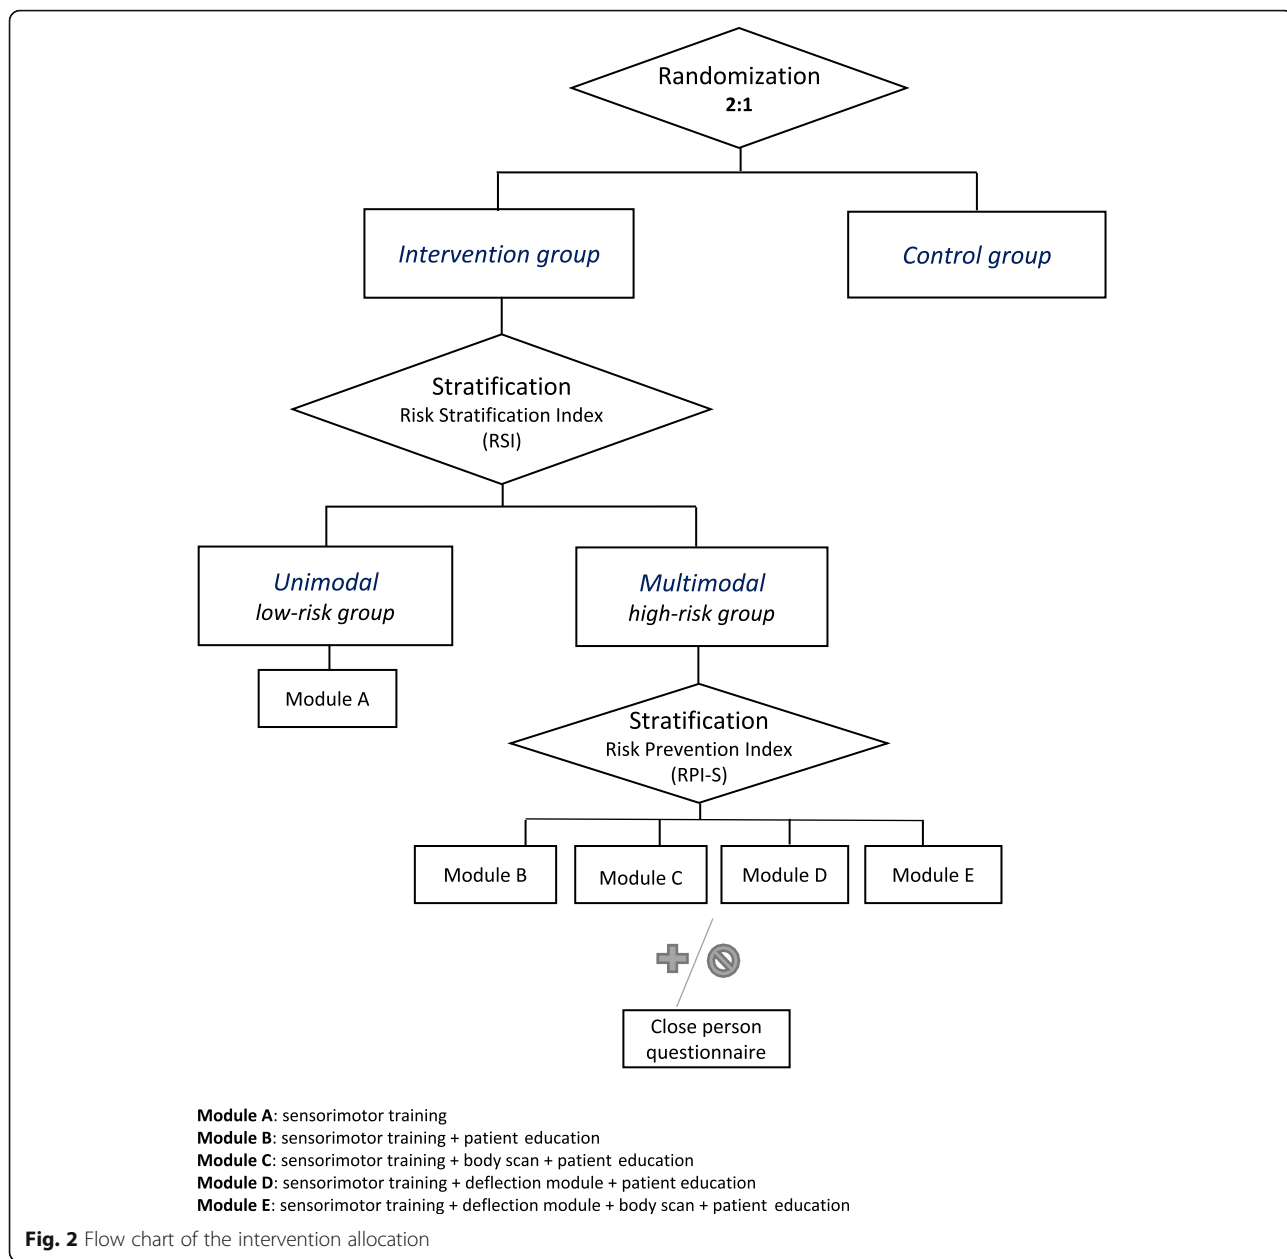 Randomization
2:1
Intervention group
Control group
Stratification
Risk Stratification Index
(RSI)
Unimodal
low-risk group
Multimodal
high-risk group
Module A
Stratification
Risk Prevention Index
(RPI-S)
Module B
Module C
Module D
Module E
Close person
questionnaire
Module A: sensorimotor training
Module B: sensorimotor training + patient education
Module C: sensorimotor training + body scan + patient education
Module D: sensorimotor training + deflection module + patient education
Module E: sensorimotor training + deflection module + body scan + patient education
Fig. 2 Flow chart of the intervention allocation